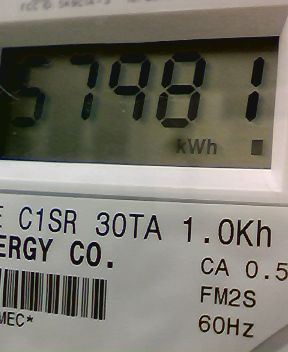 57981
kWh
C1SR 30TA 1.0Kh
ERGY CO.
CA 0.5
FM2S
MEC*
60Hz